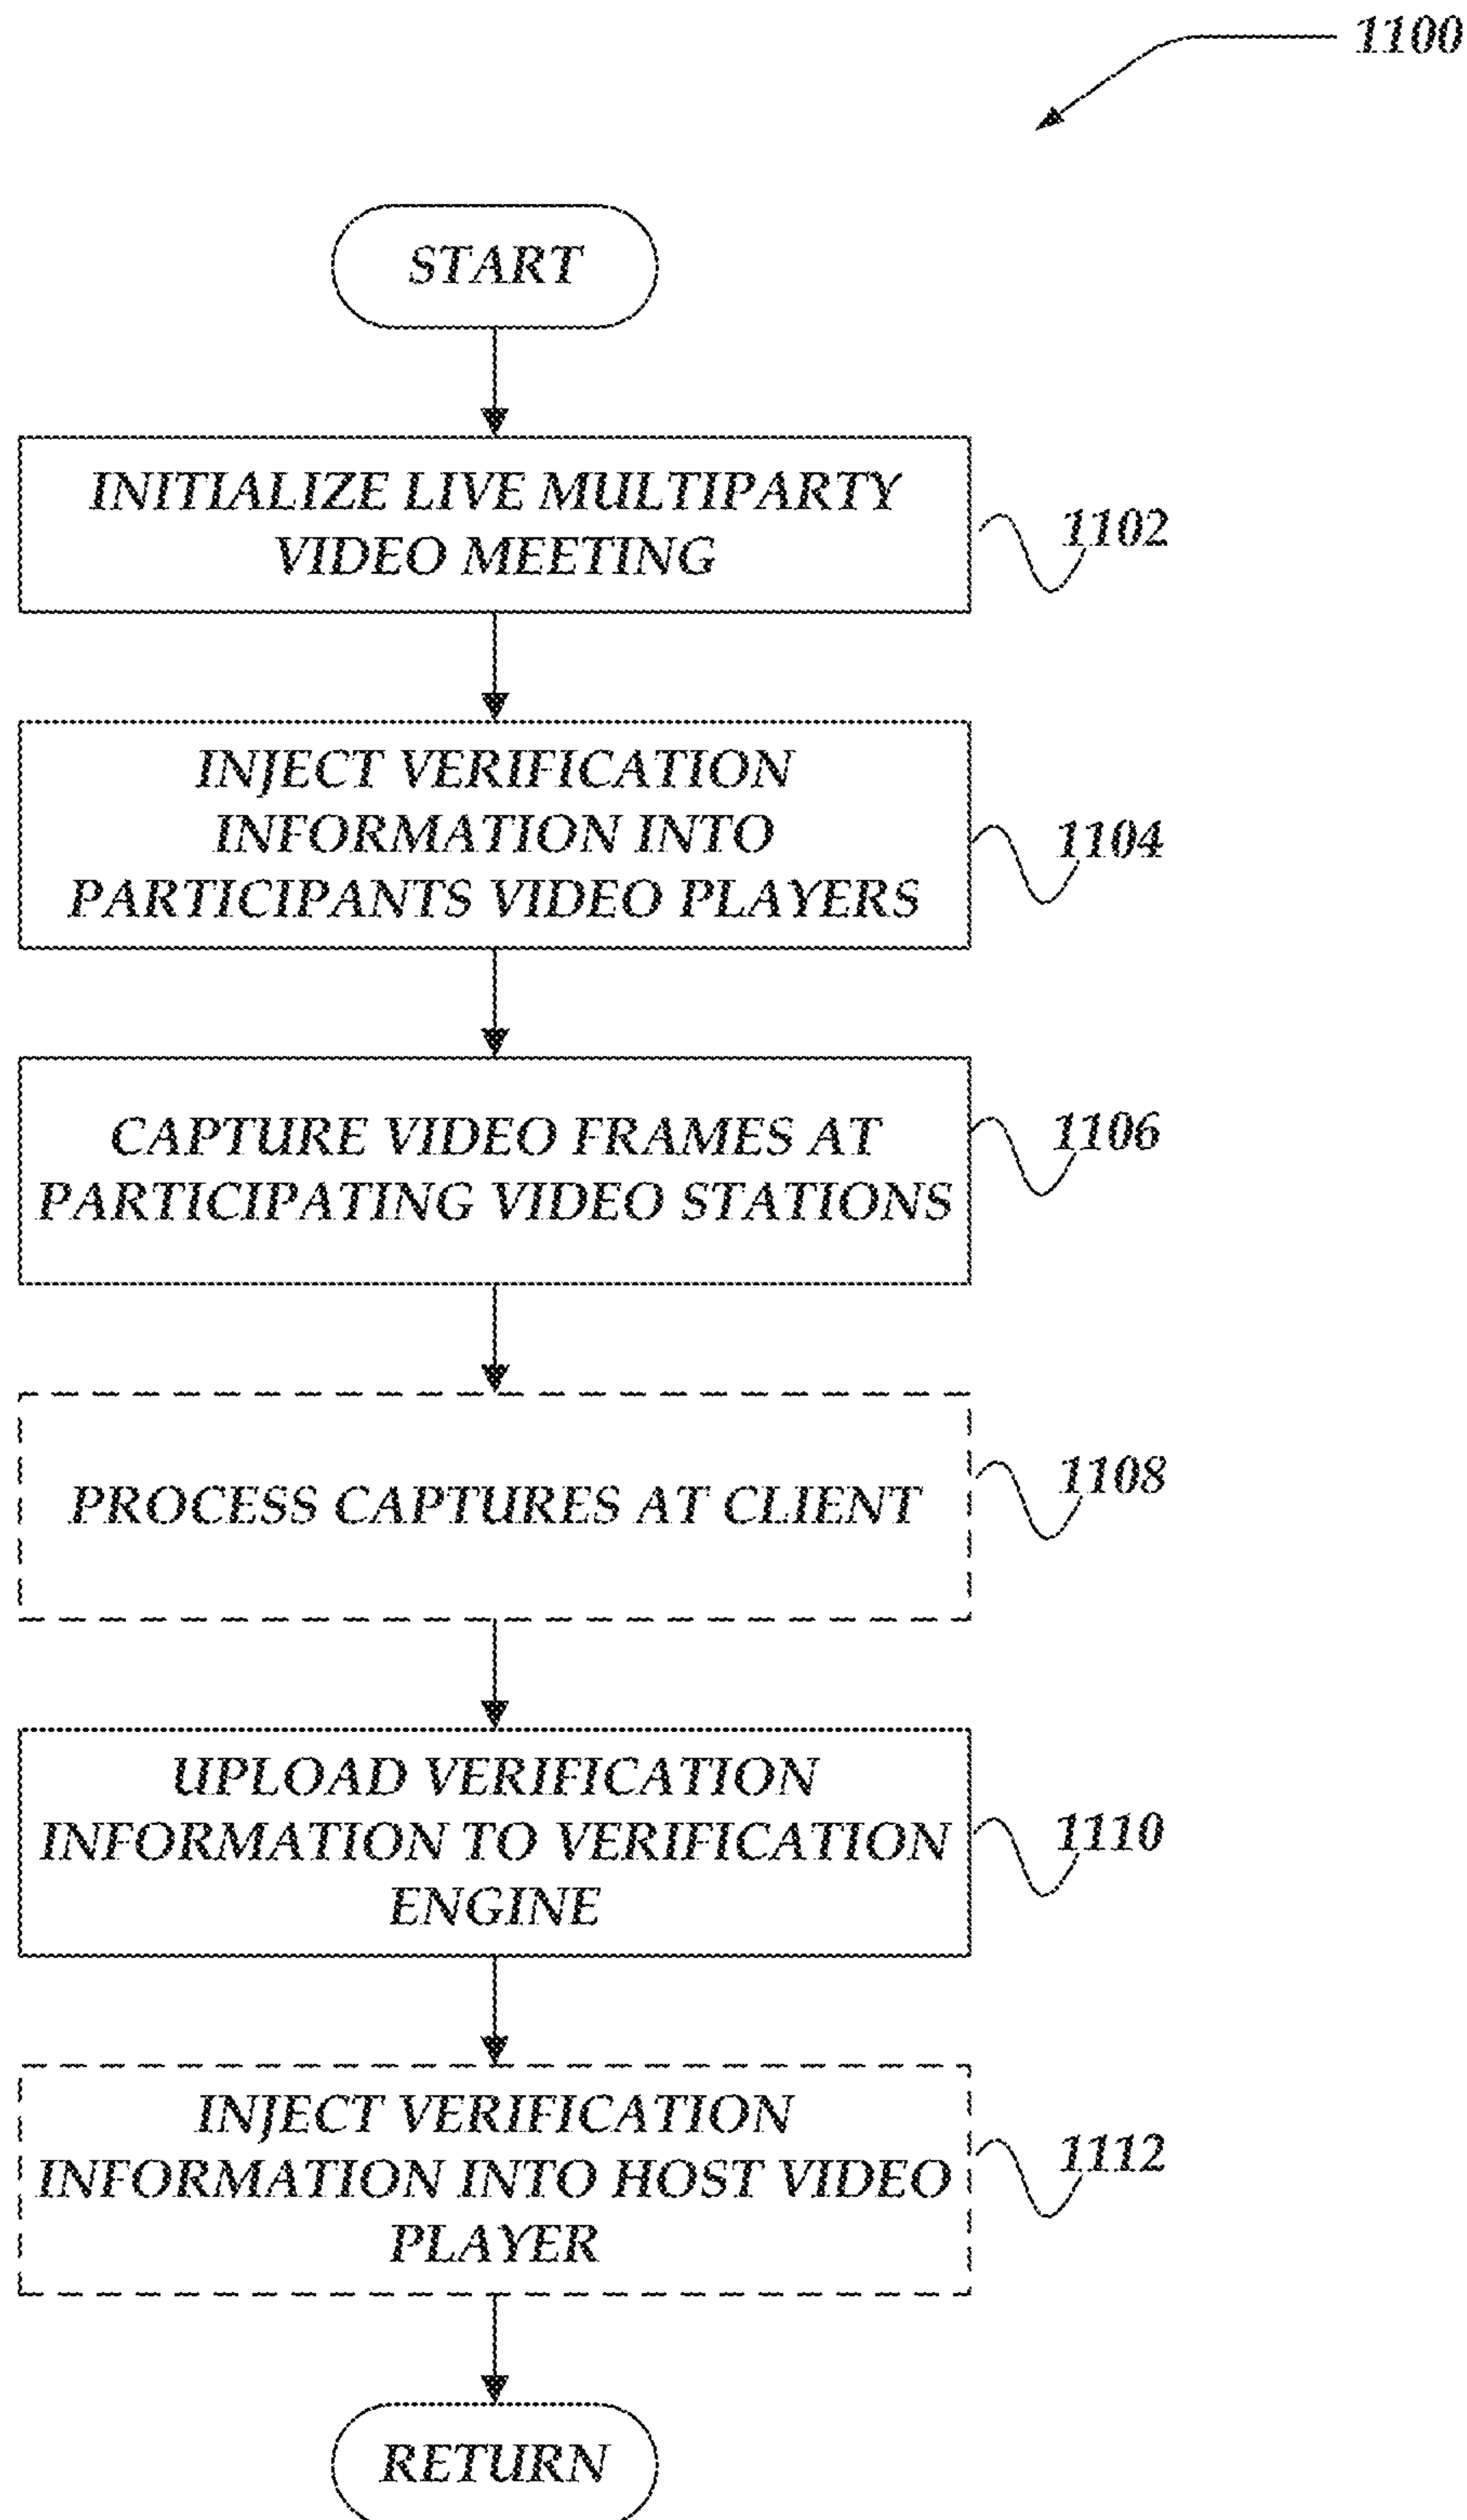 1100
START
INITIALIZE LIVE MULTIPARTY
VIDEO MEETING
1102
INJECT VERIFICATION
INFORMATION INTO
PARTICIPANTS VIDEO PLAYERS
1104
CAPTURE VIDEO FRAMES AT
PARTICIPATING VIDEO STATIONS
1106
PROCESS CAPTURES AT CLIENT
1108
UPLOAD VERIFICATION
INFORMATION TO VERIFICATION
ENGINE
1110
INJECT VERIFICATION
INFORMATION INTO HOST VIDEO
PLAYER
1112
RETURN